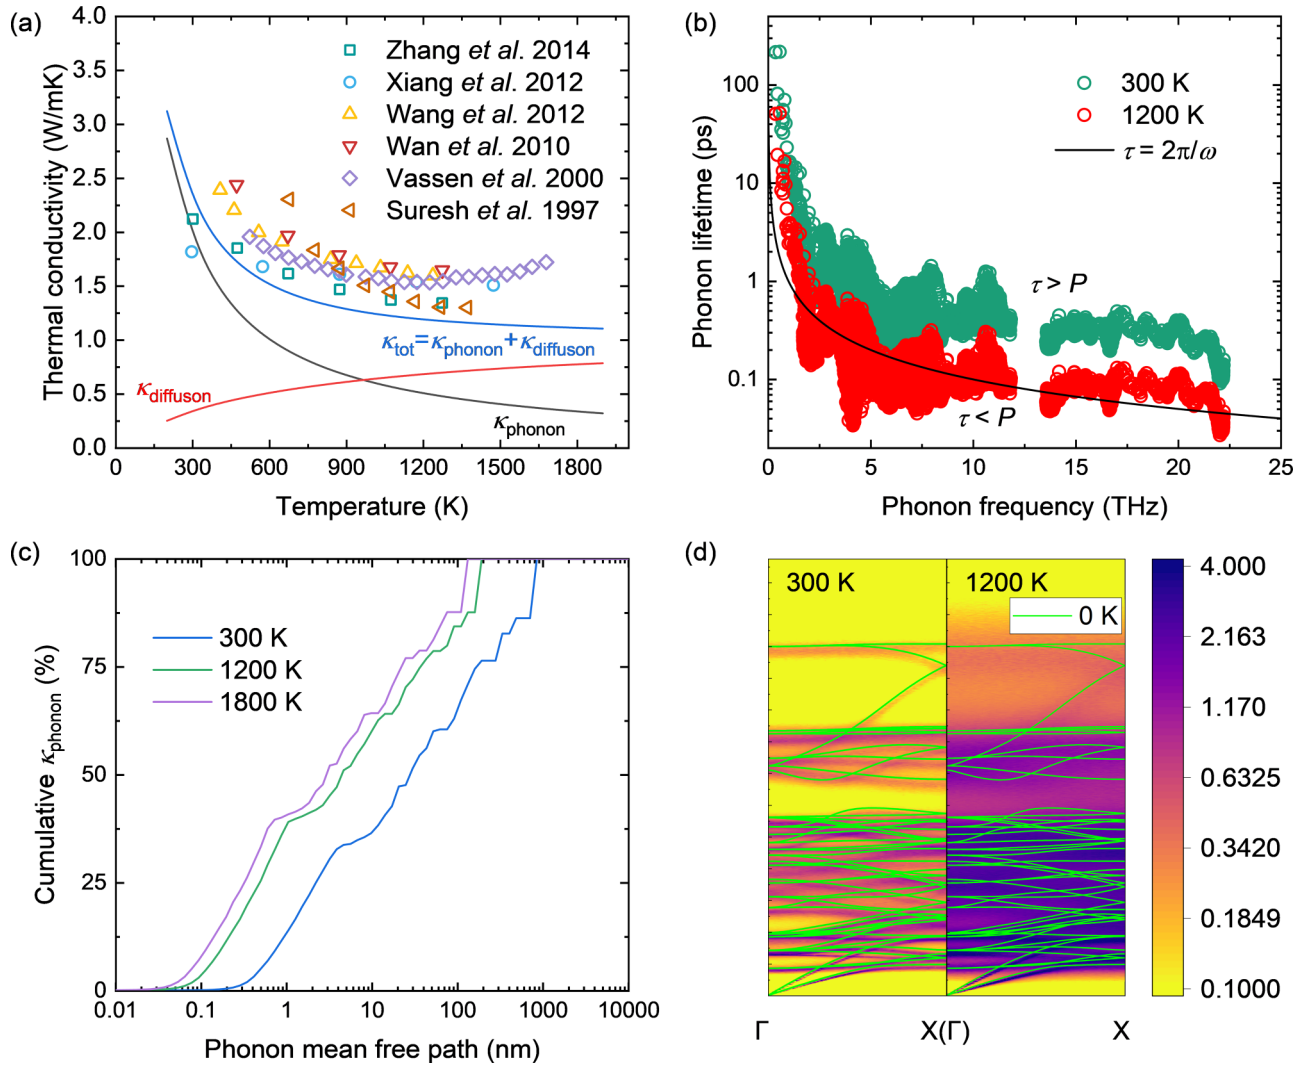 (a)
4.0
3.5
3.0
2.5
2.0
1.5
1.0
0.5
0.0
Thermal conductivity (W/mK)
Zhang et al. 2014
Xiang et al. 2012
Wang et al. 2012
Wan et al. 2010
Vassen et al. 2000
Suresh et al. 1997
κtot=κphonon+κdiffuson
κdiffuson
κphonon
0 300 600 900 1200 1500 1800
Temperature (K)
(b)
100
10
1
0.1
Phonon lifetime (ps)
300 K
1200 K
τ = 2π/ω
τ > P
τ < P
0 5 10 15 20 25
Phonon frequency (THz)
(c)
100
75
50
25
0
Cumulative κphonon (%)
300 K
1200 K
1800 K
0.01 0.1 1 10 100 1000 10000
Phonon mean free path (nm)
(d)
300 K
1200 K
0 K
Γ X(Γ) X
4.000
2.163
1.170
0.6325
0.3420
0.1849
0.1000